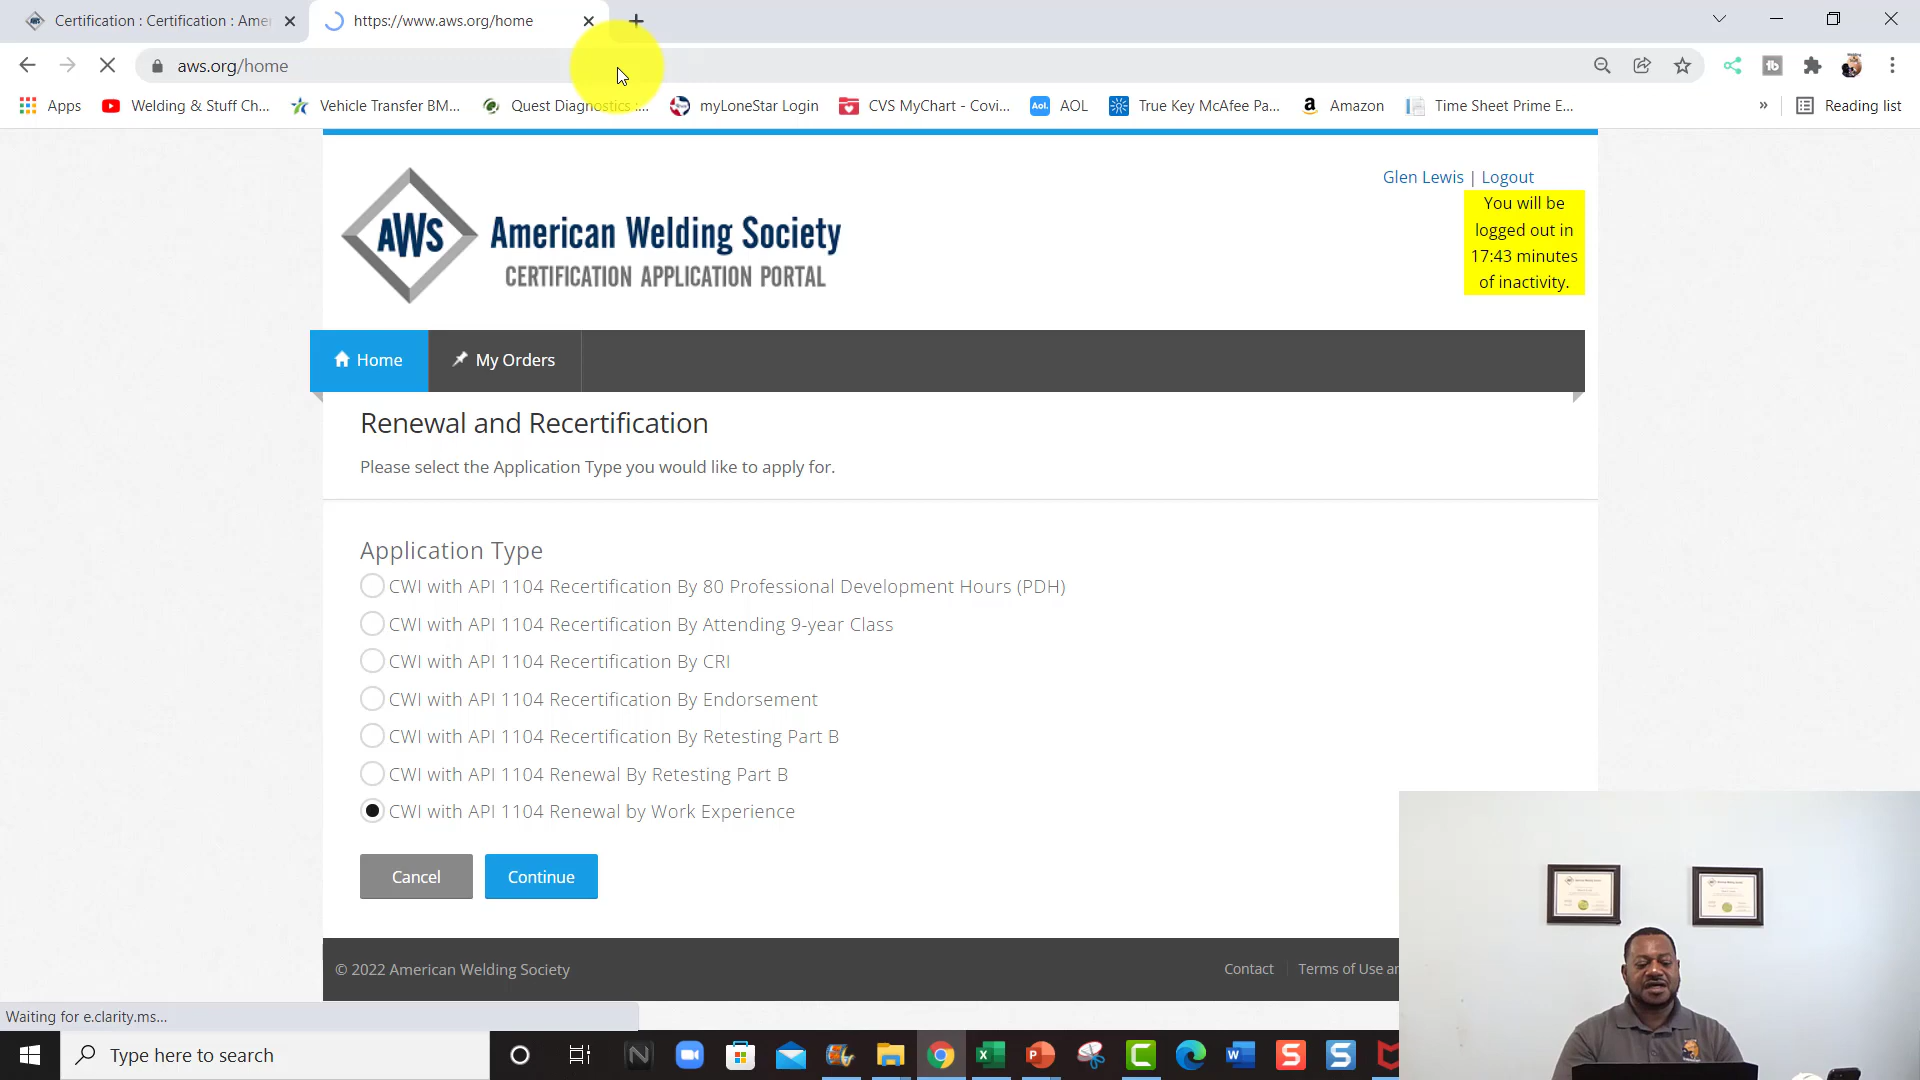 Certification : Certification : Amer
https://www.aws.org/home
aws.org/home
Apps
Welding & Stuff Ch...
Vehicle Transfer BM...
Quest Diagnostics :...
myLoneStar Login
CVS MyChart - Covi...
Aol.
AOL
True Key McAfee Pa...
Amazon
Time Sheet Prime E...
»
Reading list
AWS
American Welding Society
CERTIFICATION APPLICATION PORTAL
Glen Lewis | Logout
You will be
logged out in
17:43 minutes
of inactivity.
Home
My Orders
Renewal and Recertification
Please select the Application Type you would like to apply for.
Application Type
CWI with API 1104 Recertification By 80 Professional Development Hours (PDH)
CWI with API 1104 Recertification By Attending 9-year Class
CWI with API 1104 Recertification By CRI
CWI with API 1104 Recertification By Endorsement
CWI with API 1104 Recertification By Retesting Part B
CWI with API 1104 Renewal By Retesting Part B
CWI with API 1104 Renewal by Work Experience
Cancel
Continue
© 2022 American Welding Society
Contact
Terms of Use an
Waiting for e.clarity.ms...
Type here to search